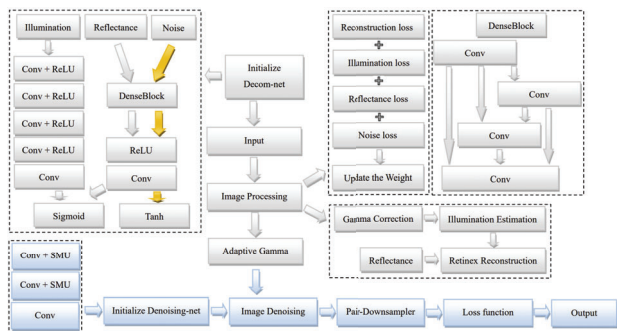 Illumination
Reflectance
Noise
Conv + ReLU
Conv + ReLU
Conv + ReLU
Conv + ReLU
Conv
Sigmoid
DenseBlock
ReLU
Conv
Tanh
Initialize
Decom-net
Input
Image Processing
Adaptive Gamma
Reconstruction loss
+
Illumination loss
+
Reflectance loss
+
Noise loss
Update the Weight
DenseBlock
Conv
Conv
Conv
Conv
Gamma Correction
Illumination Estimation
Reflectance
Retinex Reconstruction
Conv + SMU
Conv + SMU
Conv
Initialize Denoising-net
Image Denoising
Pair-Downsampler
Loss function
Output